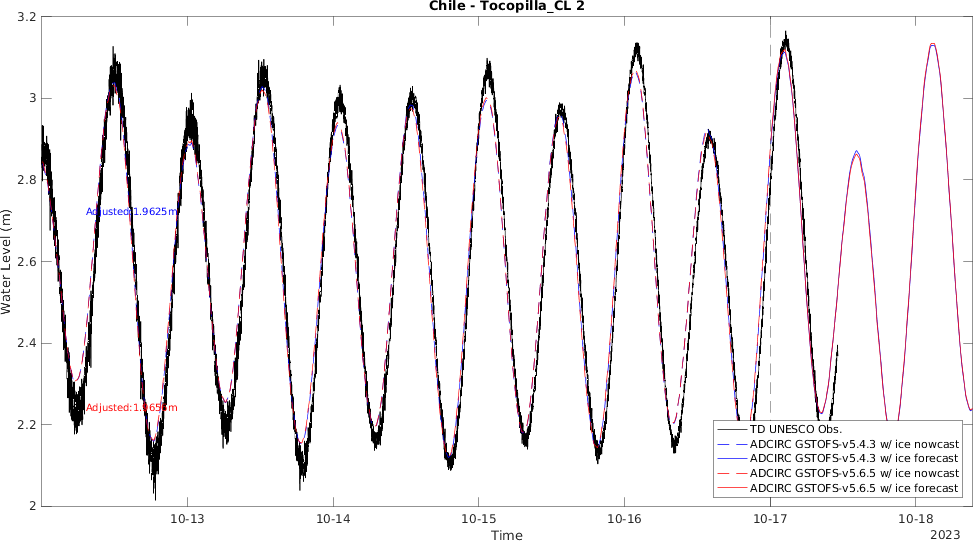 Chile - Tocopilla_CL 2
3.2
3
2.8
2.6
2.4
2.2
2
Water Level (m)
Adjusted:1.9625m
Adjusted:1.9655m
TD UNESCO Obs.
ADCIRC GSTOFS-v5.4.3 w/ ice nowcast
ADCIRC GSTOFS-v5.4.3 w/ ice forecast
ADCIRC GSTOFS-v5.6.5 w/ ice nowcast
ADCIRC GSTOFS-v5.6.5 w/ ice forecast
10-13
10-14
10-15
10-16
10-17
10-18
Time
2023